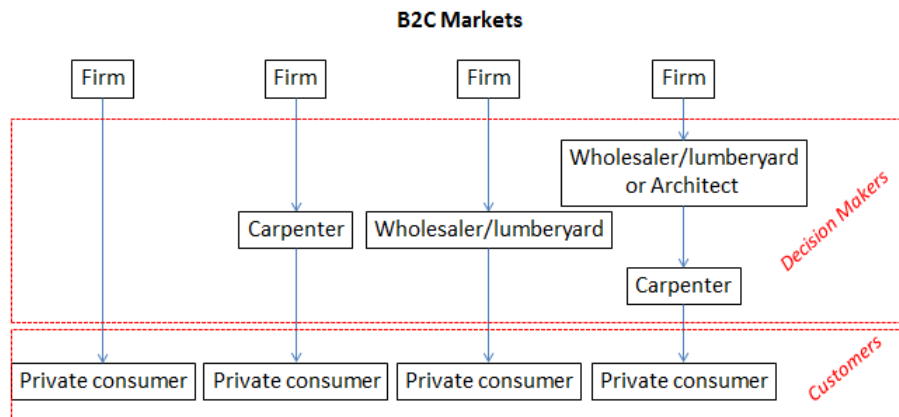 B2C Markets
Firm
Firm
Firm
Firm
Wholesaler/lumberyard
or Architect
Decision Makers
Carpenter
Wholesaler/lumberyard
Carpenter
Customers
Private consumer
Private consumer
Private consumer
Private consumer